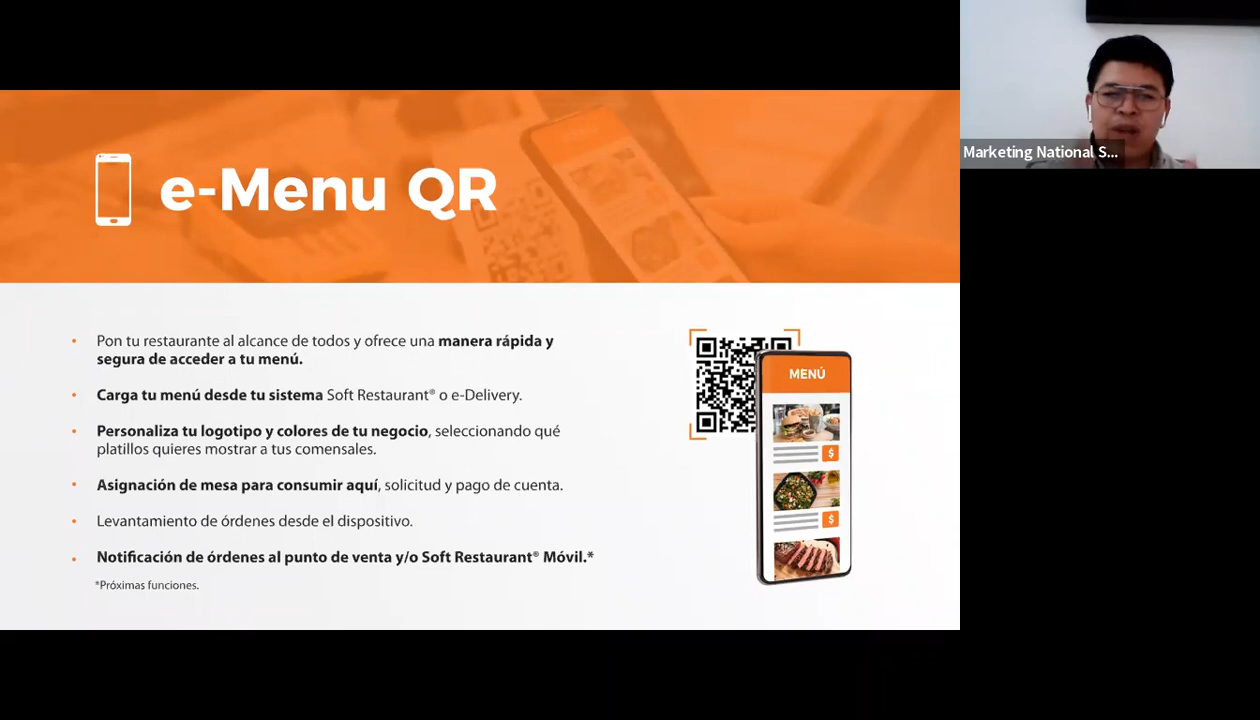 e-Menu QR
Marketing National S...
• Pon tu restaurante al alcance de todos y ofrece una manera rápida y
segura de acceder a tu menú.
• Carga tu menú desde tu sistema Soft Restaurant® o e-Delivery.
• Personaliza tu logotipo y colores de tu negocio, seleccionando qué
platillos quieres mostrar a tus comensales.
• Asignación de mesa para consumir aquí, solicitud y pago de cuenta.
• Levantamiento de órdenes desde el dispositivo.
• Notificación de órdenes al punto de venta y/o Soft Restaurant® Móvil.*
*Próximas funciones.
MENÚ
$
$